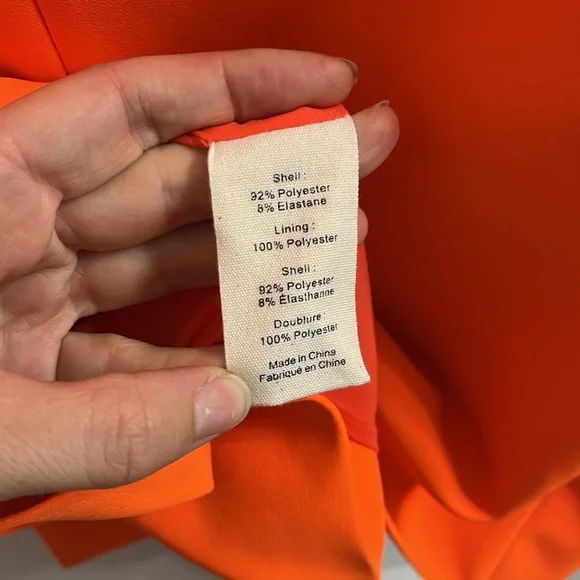 Shell :
92% Polyester
8% Elastane
Lining :
100% Polyester
Shell :
92% Polyester
8% Élasthanne
Doublure :
100% Polyester
Made in China
Fabriqué en Chine